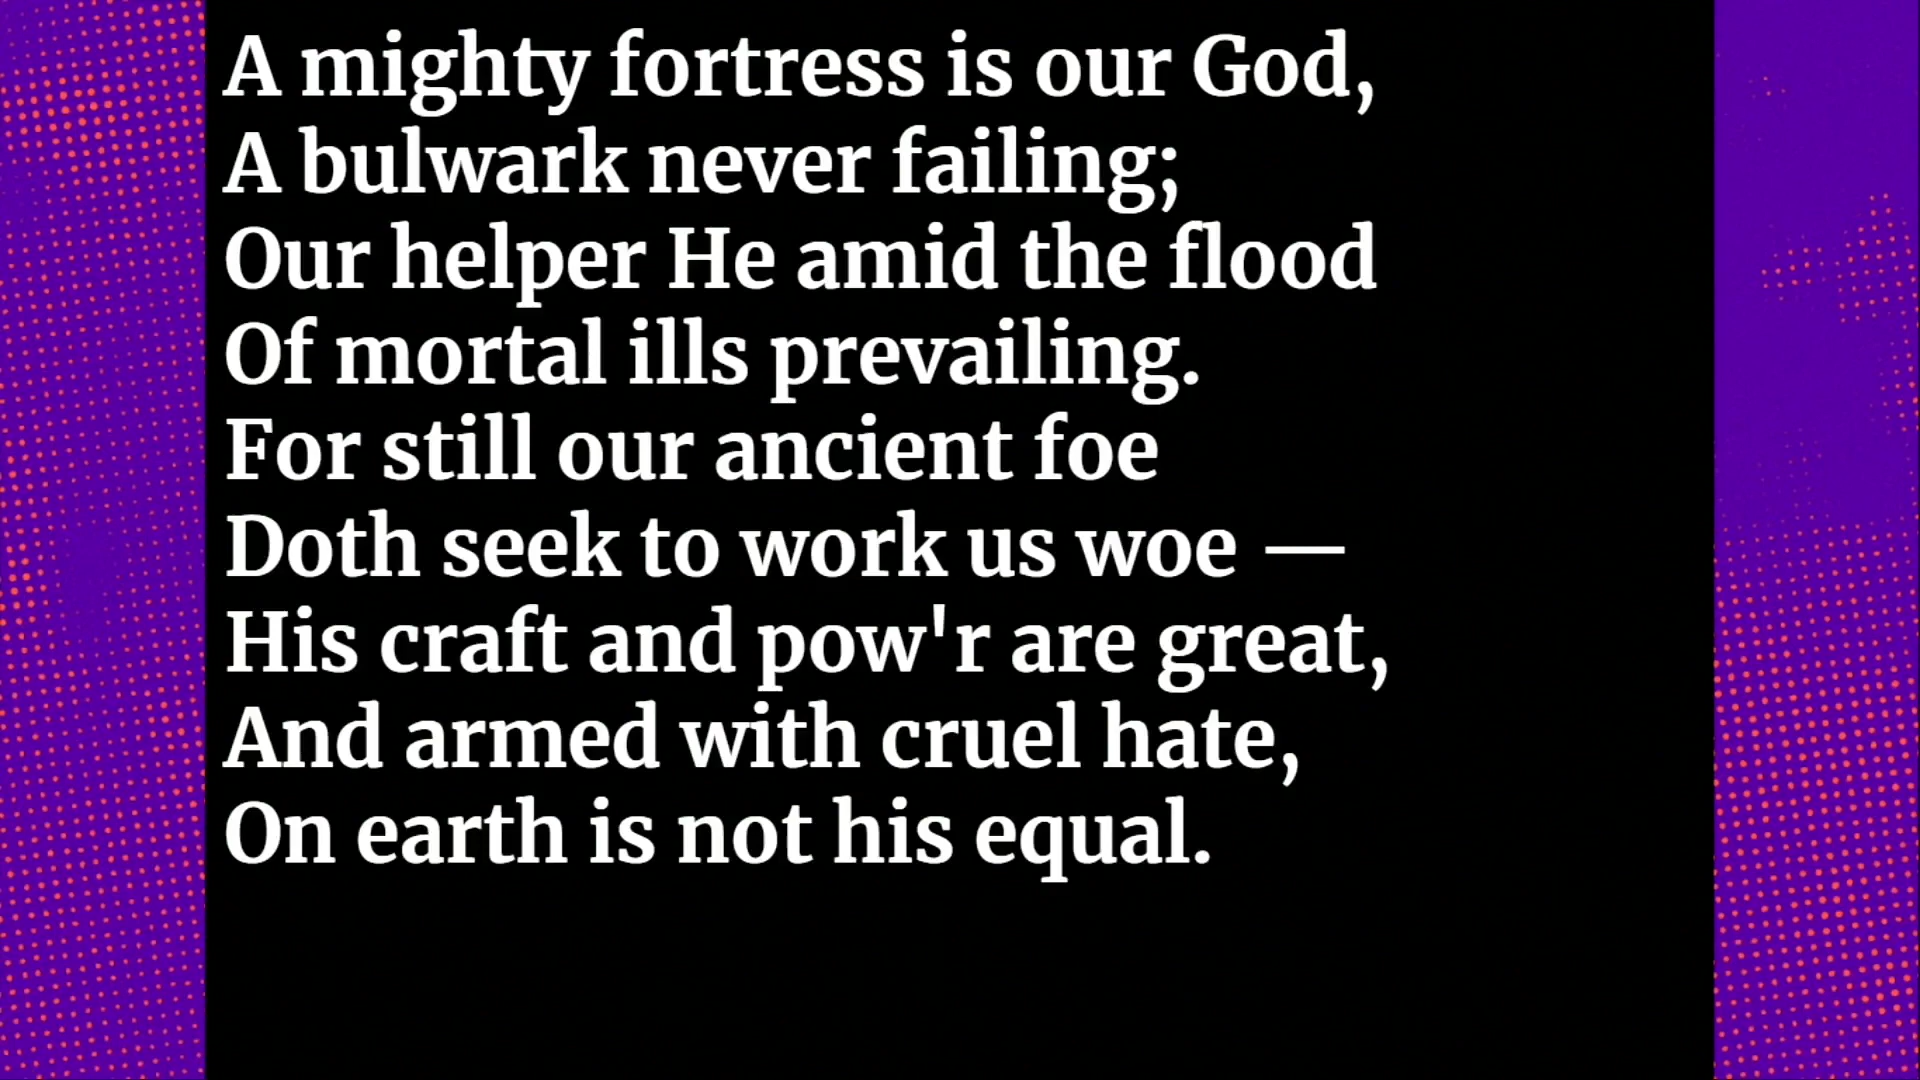 A mighty fortress is our God,
A bulwark never failing;
Our helper He amid the flood
Of mortal ills prevailing.
For still our ancient foe
Doth seek to work us woe —
His craft and pow'r are great,
And armed with cruel hate,
On earth is not his equal.